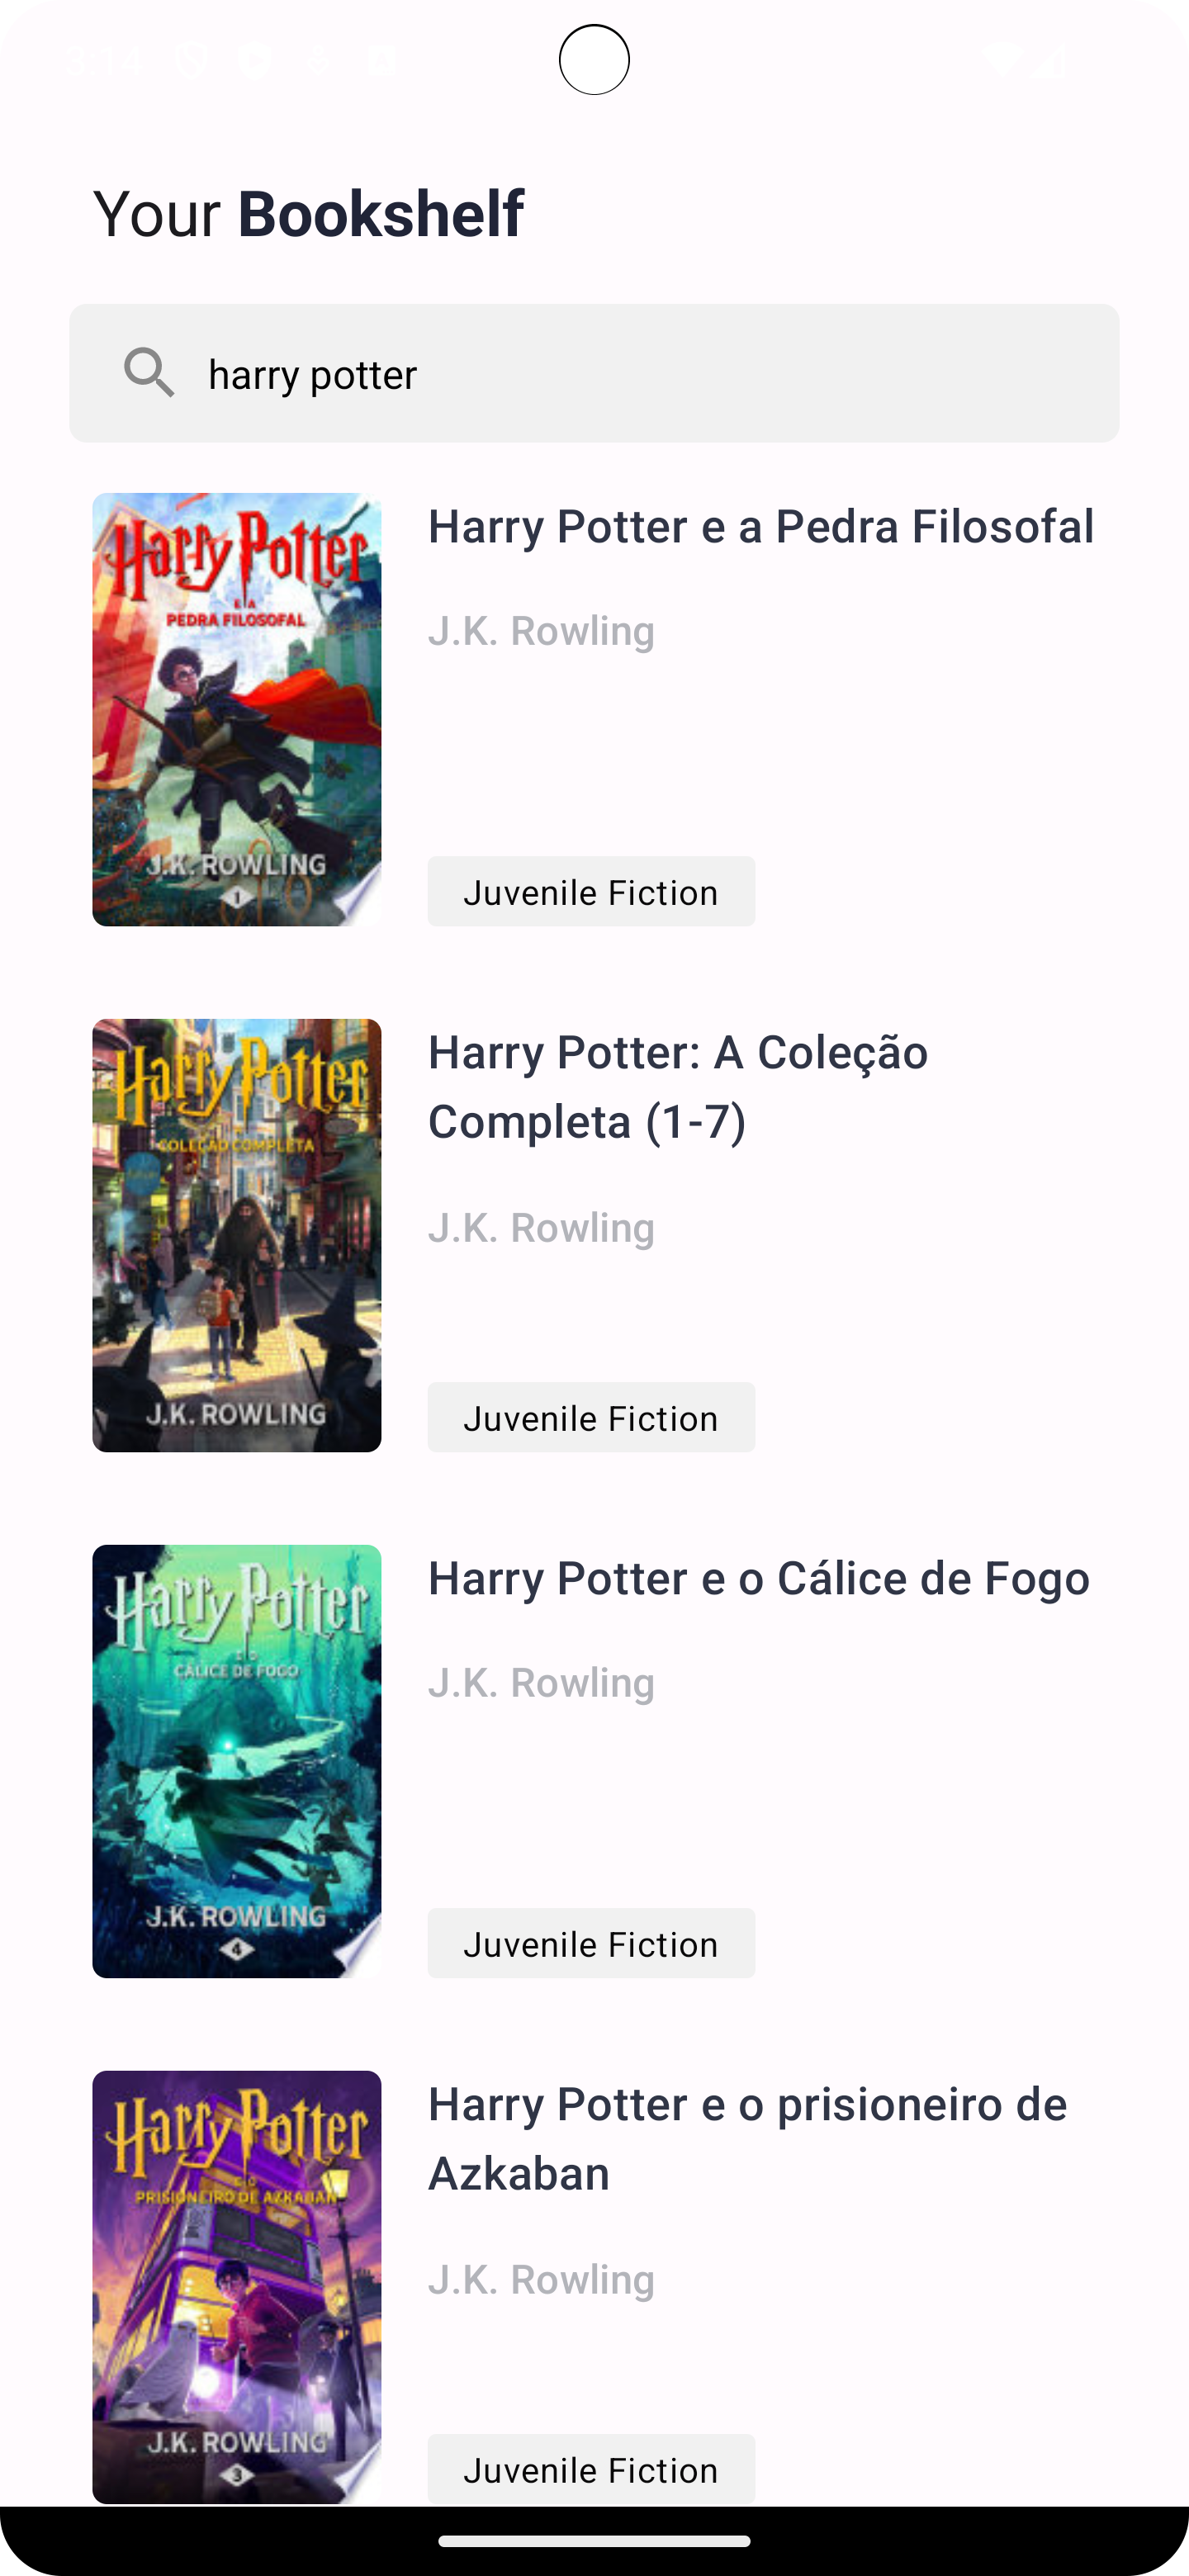 Your Bookshelf
harry potter
Harry Potter
E A
PEDRA FILOSOFAL
J.K. ROWLING
1
Harry Potter e a Pedra Filosofal
J.K. Rowling
Juvenile Fiction
Harry Potter
COLEÇÃO COMPLETA
J.K. ROWLING
Harry Potter: A Coleção
Completa (1-7)
J.K. Rowling
Juvenile Fiction
Harry Potter
E O
CÁLICE DE FOGO
J.K. ROWLING
4
Harry Potter e o Cálice de Fogo
J.K. Rowling
Juvenile Fiction
Harry Potter
E O
PRISIONEIRO DE AZKABAN
J.K. ROWLING
3
Harry Potter e o prisioneiro de
Azkaban
J.K. Rowling
Juvenile Fiction